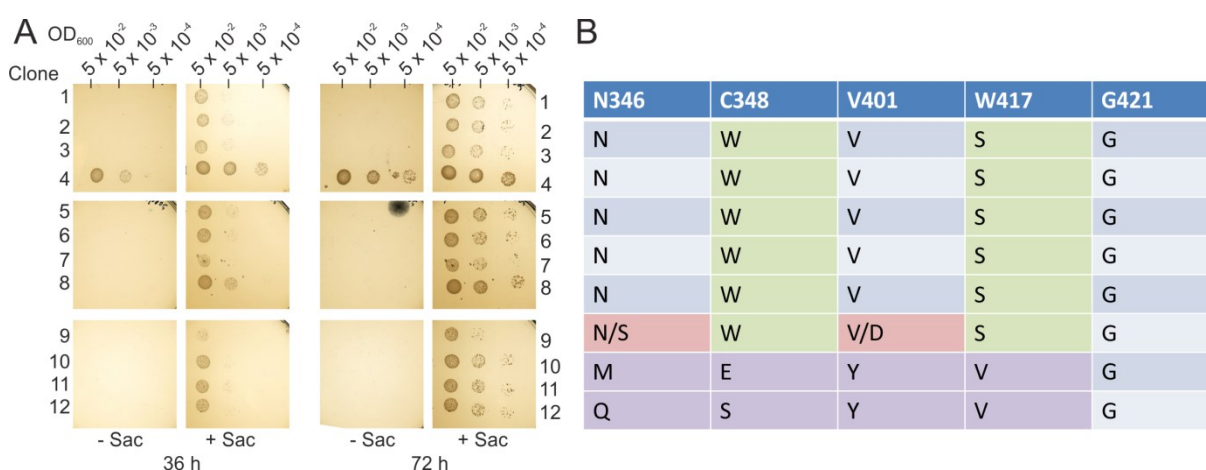 A
OD600
5 x 10-2
5 x 10-3
5 x 10-4
5 x 10-2
5 x 10-3
5 x 10-4
5 x 10-2
5 x 10-3
5 x 10-4
5 x 10-2
5 x 10-3
5 x 10-4
Clone
1 1
2 2
3 3
4 4
5 5
6 6
7 7
8 8
9 9
10 10
11 11
12 12
- Sac + Sac - Sac + Sac
36 h 72 h
B
N346 C348 V401 W417 G421
N W V S G
N W V S G
N W V S G
N W V S G
N W V S G
N/S W V/D S G
M E Y V G
Q S Y V G